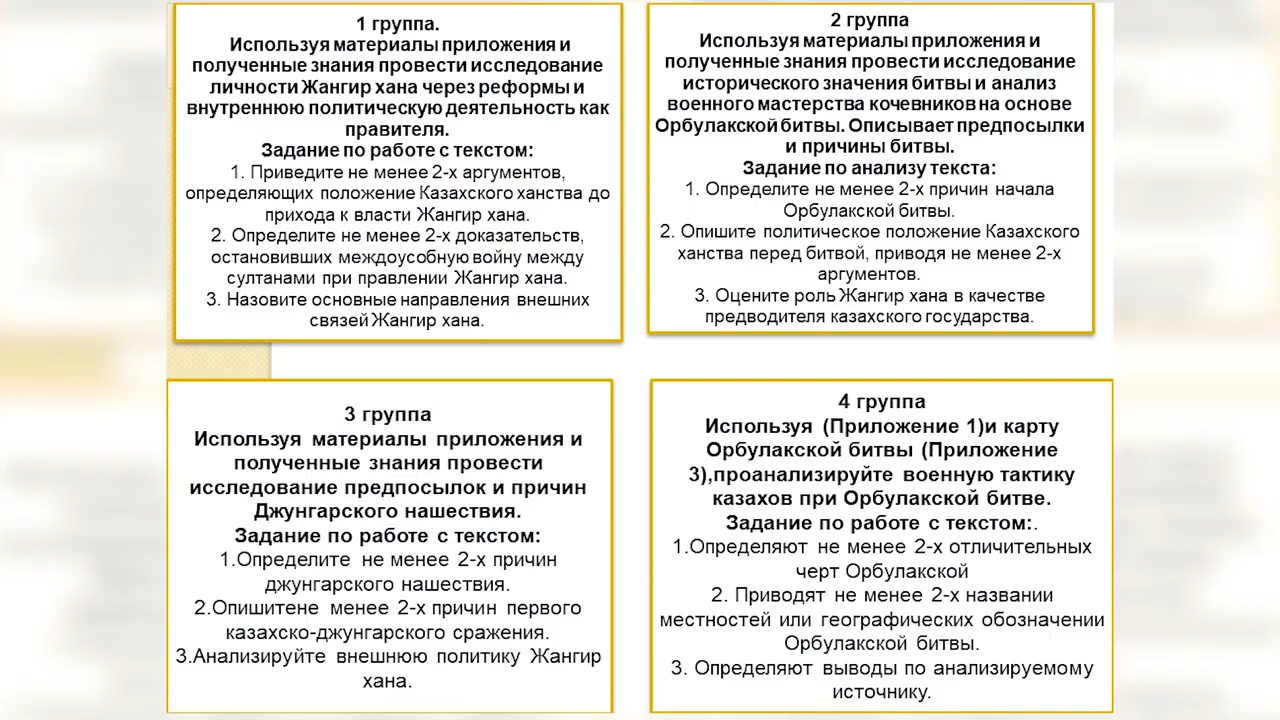 1 группа.
Используя материалы приложения и
полученные знания провести исследование
личности Жангир хана через реформы и
внутреннюю политическую деятельность как
правителя.
Задание по работе с текстом:
1. Приведите не менее 2-х аргументов,
определяющих положение Казахского ханства до
прихода к власти Жангир хана.
2. Определите не менее 2-х доказательств,
остановивших междоусобную войну между
султанами при правлении Жангир хана.
3. Назовите основные направления внешних
связей Жангир хана.
2 группа
Используя материалы приложения и
полученные знания провести исследование
исторического значения битвы и анализ
военного мастерства кочевников на основе
Орбулакской битвы. Описывает предпосылки
и причины битвы.
Задание по анализу текста:
1. Определите не менее 2-х причин начала
Орбулакской битвы.
2. Опишите политическое положение Казахского
ханства перед битвой, приводя не менее 2-х
аргументов.
3. Оцените роль Жангир хана в качестве
предводителя казахского государства.
3 группа
Используя материалы приложения и
полученные знания провести
исследование предпосылок и причин
Джунгарского нашествия.
Задание по работе с текстом:
1.Определите не менее 2-х причин
джунгарского нашествия.
2.Опишитене менее 2-х причин первого
казахско-джунгарского сражения.
3.Анализируйте внешнюю политику Жангир
хана.
4 группа
Используя (Приложение 1)и карту
Орбулакской битвы (Приложение
3),проанализируйте военную тактику
казахов при Орбулакской битве.
Задание по работе с текстом:.
1.Определяют не менее 2-х отличительных
черт Орбулакской
2. Приводят не менее 2-х названии
местностей или географических обозначении
Орбулакской битвы.
3. Определяют выводы по анализируемому
источнику.